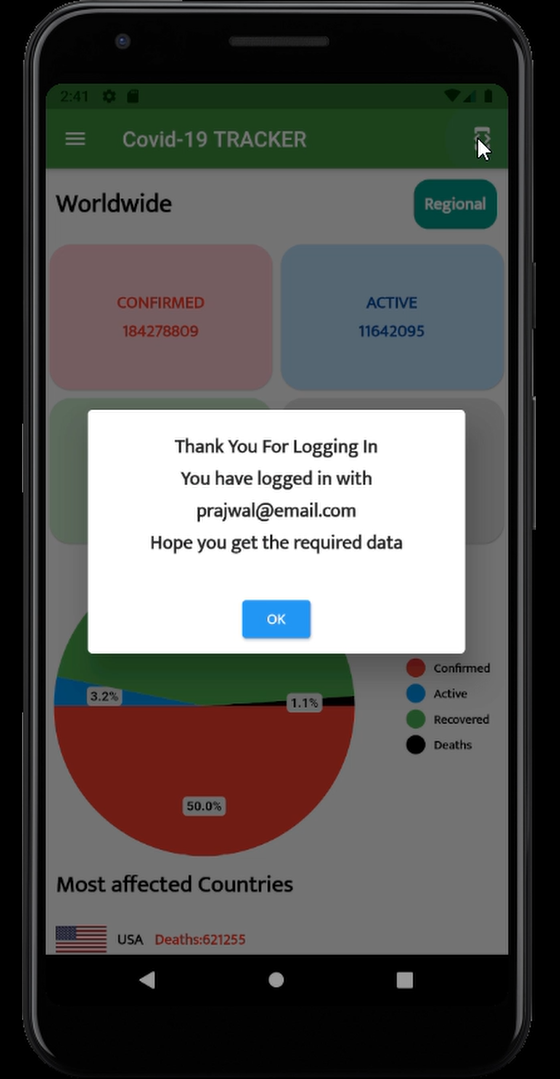 2:41
Covid-19 TRACKER
Worldwide
Regional
CONFIRMED
184278809
ACTIVE
11642095
Thank You For Logging In
You have logged in with
prajwal@email.com
Hope you get the required data
OK
Confirmed
3.2%
1.1%
Active
Recovered
Deaths
50.0%
Most affected Countries
USA Deaths:621255